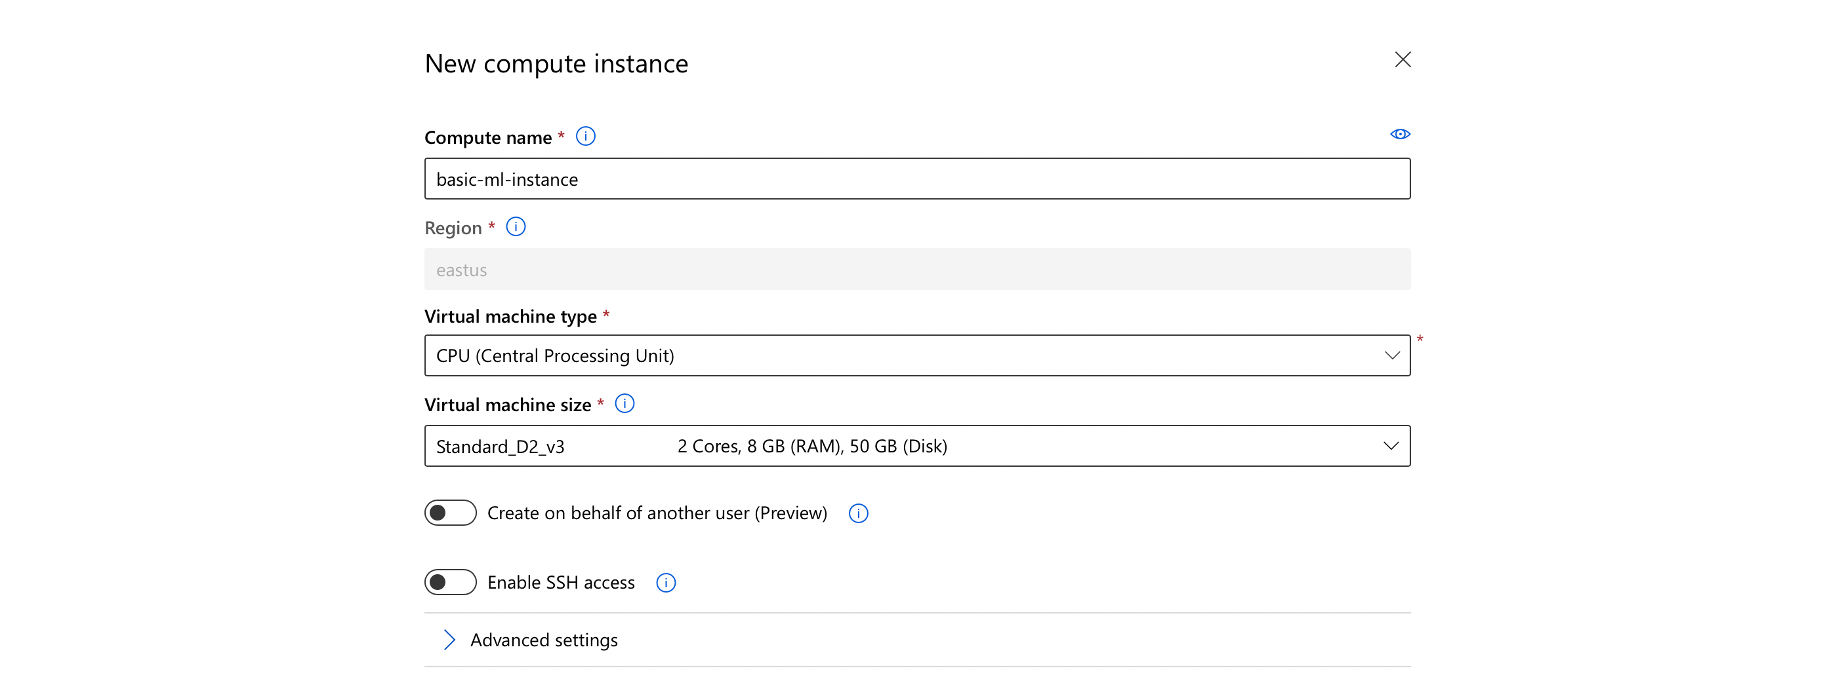 New compute instance
Compute name *
basic-ml-instance
Region *
eastus
Virtual machine type *
CPU (Central Processing Unit)
*
Virtual machine size *
Standard_D2_v3 2 Cores, 8 GB (RAM), 50 GB (Disk)
Create on behalf of another user (Preview)
Enable SSH access
Advanced settings